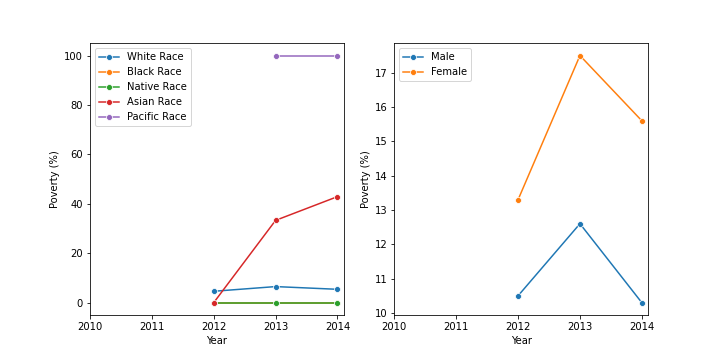 White Race
Black Race
Native Race
Asian Race
Pacific Race
100
80
60
40
20
0
Poverty (%)
2010 2011 2012 2013 2014
Year
Male
Female
17
16
15
14
13
12
11
10
Poverty (%)
2010 2011 2012 2013 2014
Year